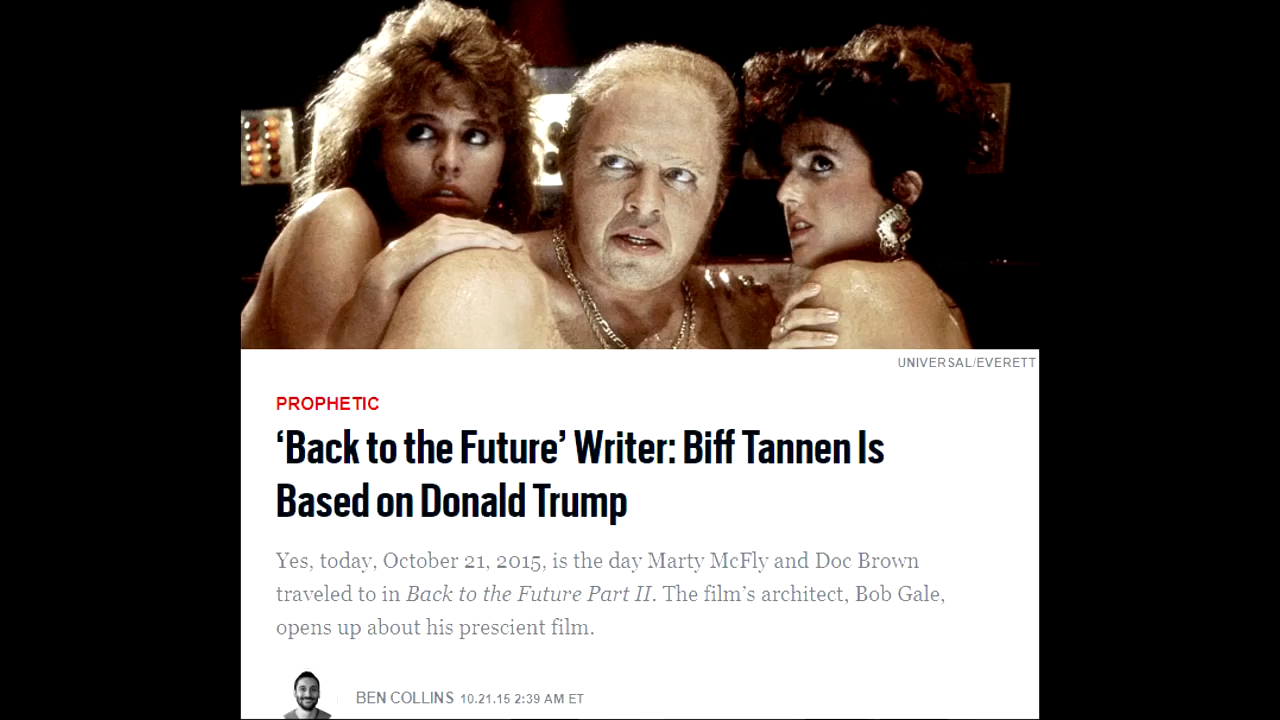 UNIVERSAL/EVERETT
PROPHETIC
‘Back to the Future’ Writer: Biff Tannen Is
Based on Donald Trump
Yes, today, October 21, 2015, is the day Marty McFly and Doc Brown
traveled to in Back to the Future Part II. The film’s architect, Bob Gale,
opens up about his prescient film.
BEN COLLINS 10.21.15 2:39 AM ET